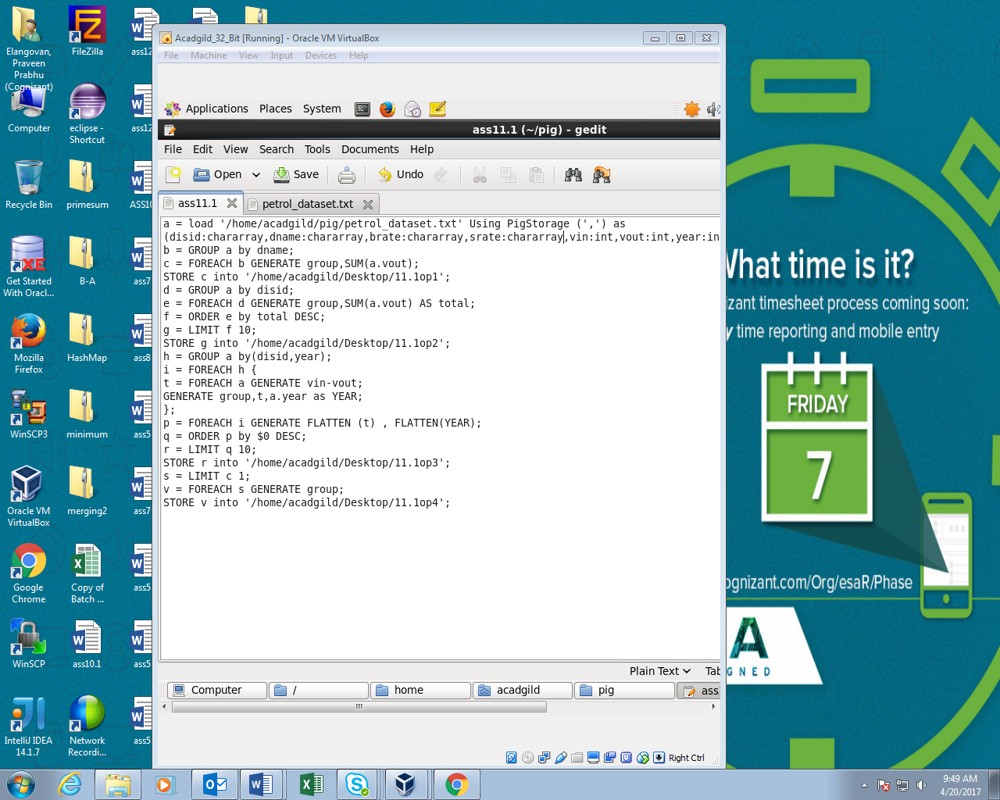 Elangovan,
Praveen
Prabhu
(Cognizant)
FileZilla
ass12
Computer
eclipse -
Shortcut
ass12
Recycle Bin
primesum
ASS10
Get Started
With Oracl...
B-A
ass7
Mozilla
Firefox
HashMap
ass8
WinSCP3
minimum
ass5
Oracle VM
VirtualBox
merging2
ass7
Google
Chrome
Copy of
Batch ...
ass5
WinSCP
ass10.1
ass5
IntelliJ IDEA
14.1.7
Network
Recordi...
ass5
Acadgild_32_Bit [Running] - Oracle VM VirtualBox
File Machine View Input Devices Help
Applications Places System
ass11.1 (~/pig) - gedit
File Edit View Search Tools Documents Help
Open Save Undo
ass11.1 petrol_dataset.txt
a = load '/home/acadgild/pig/petrol_dataset.txt' Using PigStorage (',') as
(disid:chararray,dname:chararray,brate:chararray,srate:chararray,vin:int,vout:int,year:in
b = GROUP a by dname;
c = FOREACH b GENERATE group,SUM(a.vout);
STORE c into '/home/acadgild/Desktop/11.1op1';
d = GROUP a by disid;
e = FOREACH d GENERATE group,SUM(a.vout) AS total;
f = ORDER e by total DESC;
g = LIMIT f 10;
STORE g into '/home/acadgild/Desktop/11.1op2';
h = GROUP a by(disid,year);
i = FOREACH h {
t = FOREACH a GENERATE vin-vout;
GENERATE group,t,a.year as YEAR;
};
p = FOREACH i GENERATE FLATTEN (t) , FLATTEN(YEAR);
q = ORDER p by $0 DESC;
r = LIMIT q 10;
STORE r into '/home/acadgild/Desktop/11.1op3';
s = LIMIT c 1;
v = FOREACH s GENERATE group;
STORE v into '/home/acadgild/Desktop/11.1op4';
Plain Text Tab
Computer / home acadgild pig ass
Right Ctrl
What time is it?
zant timesheet process coming soon:
y time reporting and mobile entry
FRIDAY
7
ognizant.com/Org/esaR/Phase
A
GNED
9:49 AM
4/20/2017